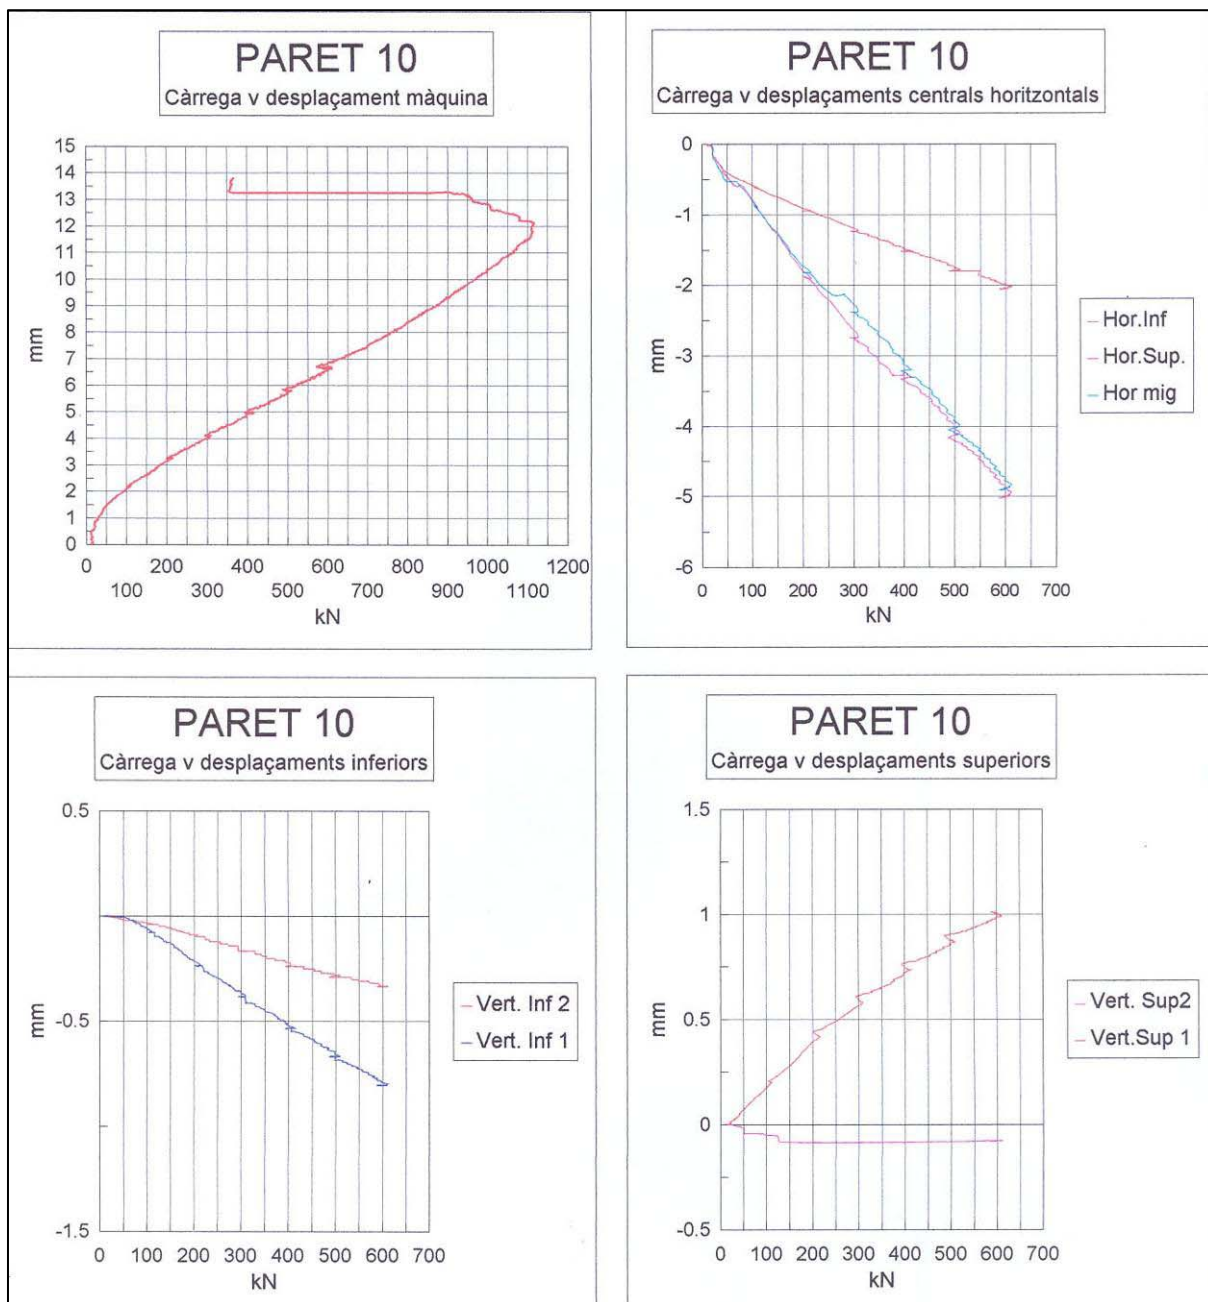 PARET 10
Càrrega v desplaçament màquina
15
14
13
12
11
10
9
8
7
6
5
4
3
2
1
0
mm
0 200 400 600 800 1000 1200
100 300 500 700 900 1100
kN
PARET 10
Càrrega v desplaçaments centrals horitzontals
0
-1
-2
-3
-4
-5
-6
mm
0 100 200 300 400 500 600 700
kN
Hor.Inf
Hor.Sup.
Hor mig
PARET 10
Càrrega v desplaçaments inferiors
0.5
-0.5
-1.5
mm
0 100 200 300 400 500 600 700
kN
Vert. Inf 2
Vert. Inf 1
PARET 10
Càrrega v desplaçaments superiors
1.5
1
0.5
0
-0.5
mm
0 100 200 300 400 500 600 700
kN
Vert. Sup2
Vert.Sup 1